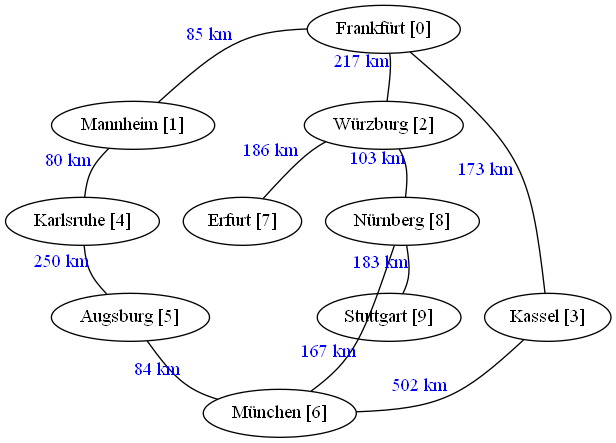 Frankfürt [0]
85 km
217 km
Mannheim [1]
Würzburg [2]
186 km
103 km
80 km
173 km
Karlsruhe [4]
Erfurt [7]
Nürnberg [8]
250 km
183 km
Augsburg [5]
Stuttgart [9]
Kassel [3]
167 km
84 km
502 km
München [6]